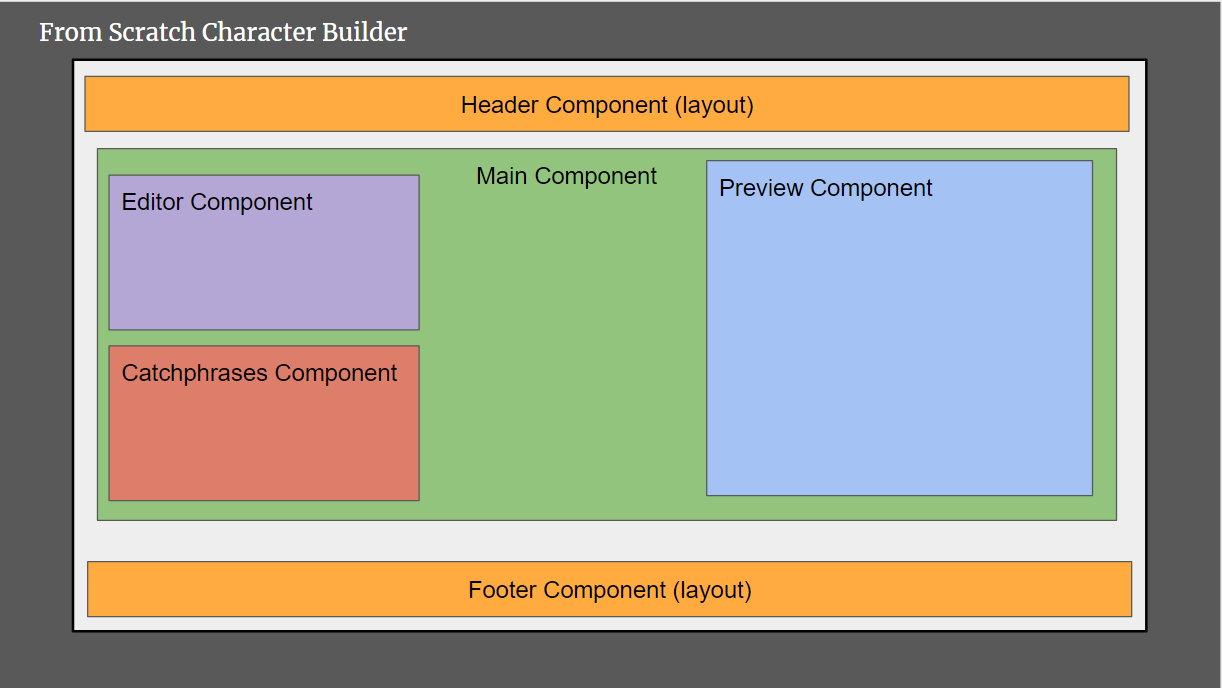 From Scratch Character Builder
Header Component (layout)
Main Component
Editor Component
Preview Component
Catchphrases Component
Footer Component (layout)